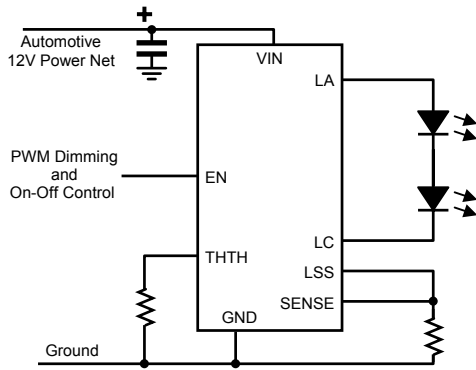 +
Automotive
12V Power Net
VIN
LA
PWM Dimming
and
On-Off Control
EN
LC
THTH
LSS
SENSE
GND
Ground